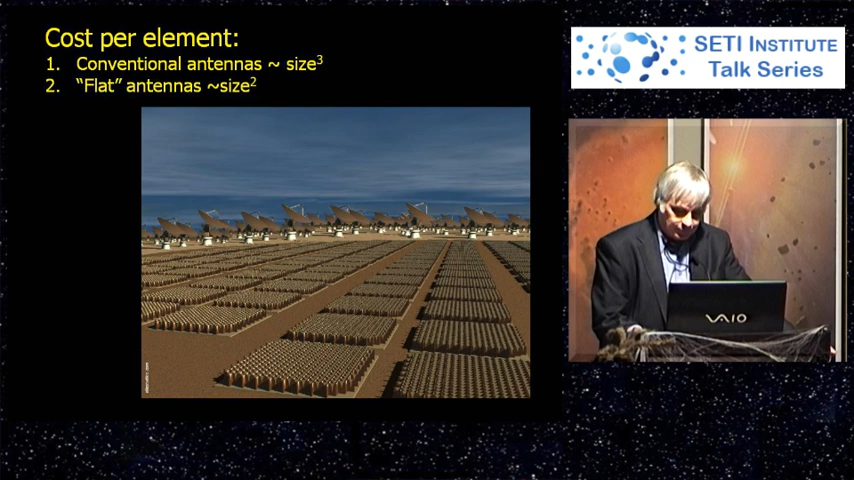 Cost per element:
1. Conventional antennas ~ size³
2. “Flat” antennas ~size²
SETI INSTITUTE
Talk Series
VAIO